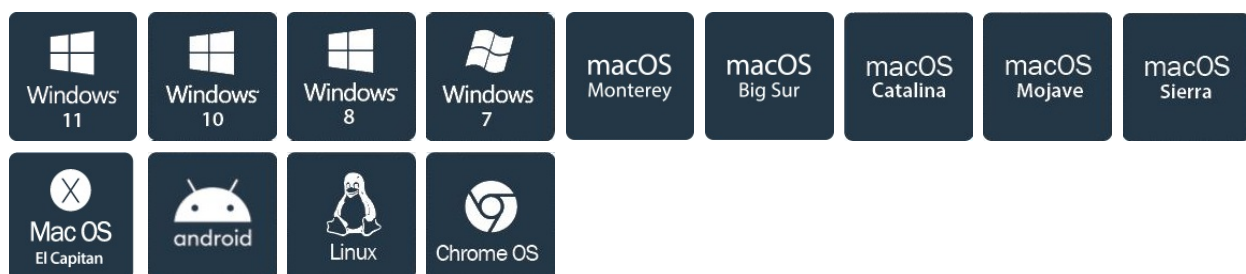 Windows
11
Windows
10
Windows
8
Windows
7
macOS
Monterey
macOS
Big Sur
macOS
Catalina
macOS
Mojave
macOS
Sierra
X
Mac OS
El Capitan
android
Linux
Chrome OS